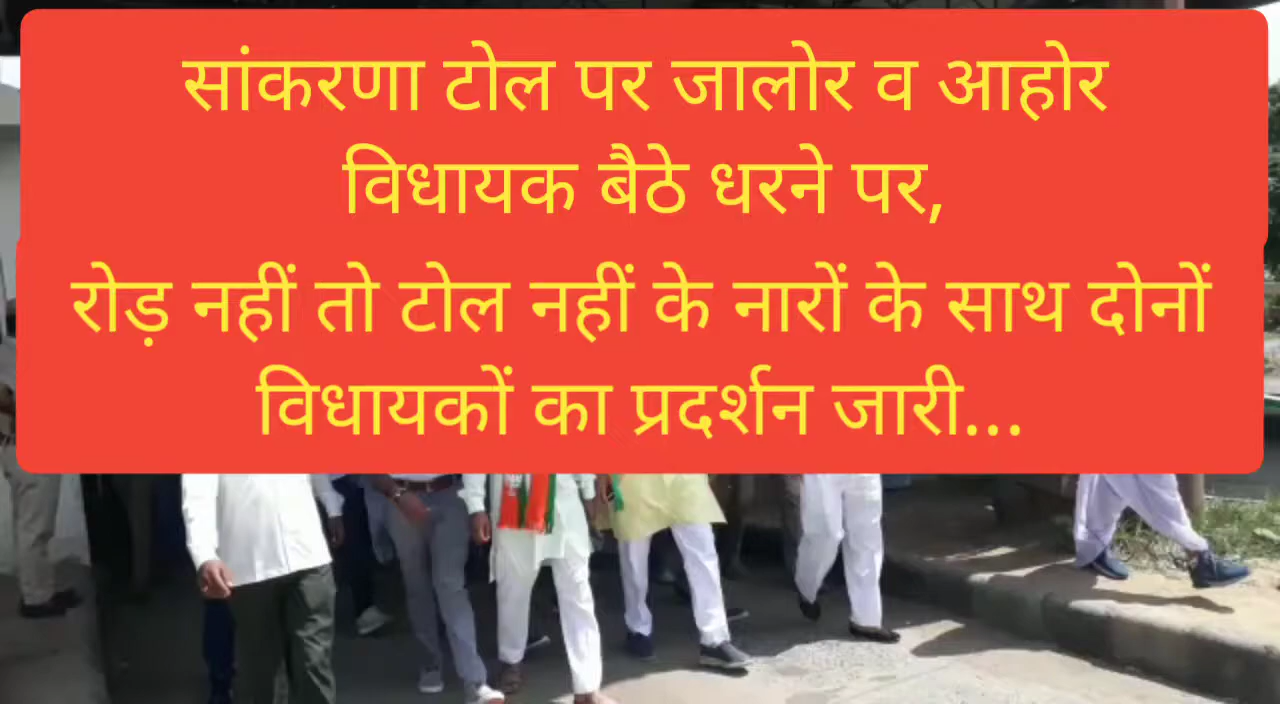 सांकरणा टोल पर जालोर व आहोर
विधायक बैठे धरने पर,
रोड़ नहीं तो टोल नहीं के नारों के साथ दोनों
विधायकों का प्रदर्शन जारी...